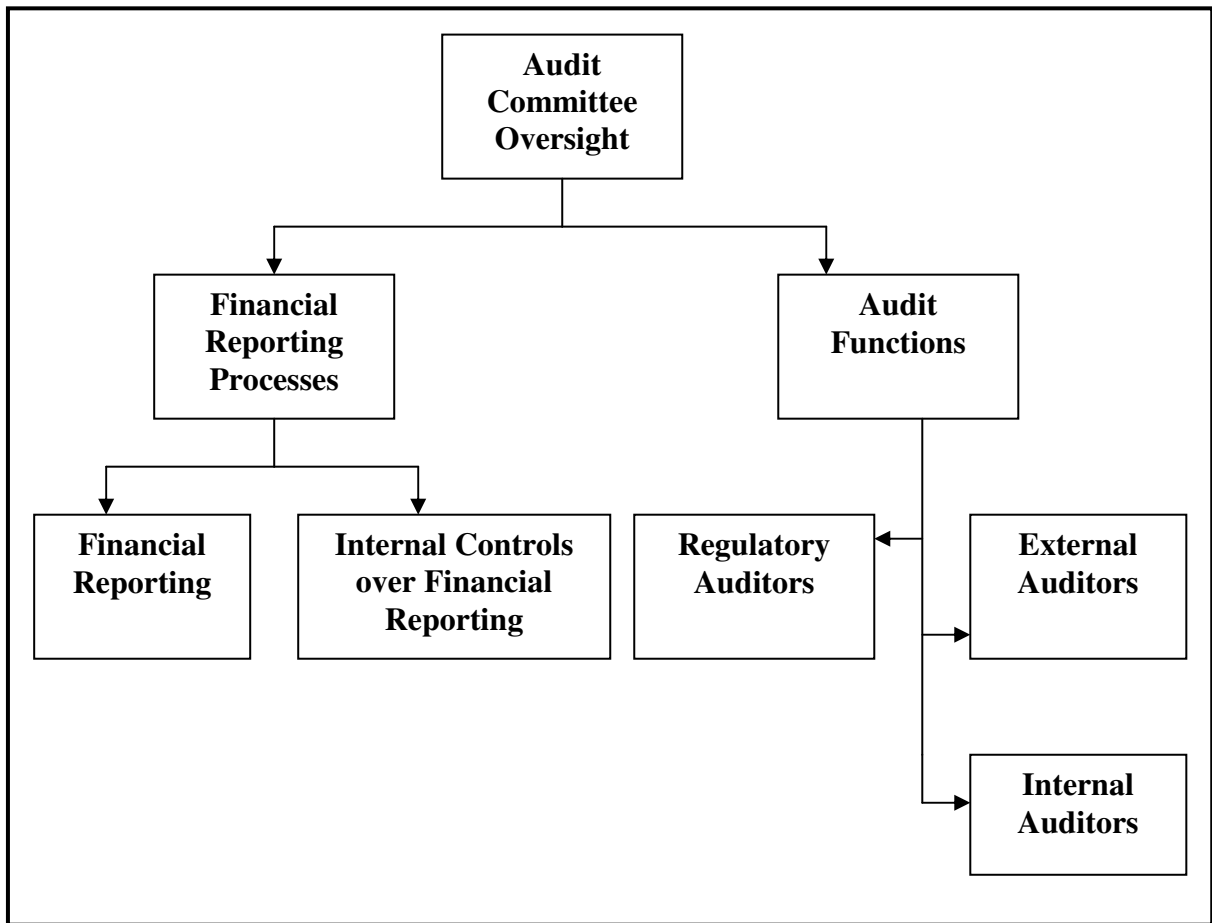 Audit
Committee
Oversight
Financial
Reporting
Processes
Audit
Functions
Financial
Reporting
Internal Controls
over Financial
Reporting
Regulatory
Auditors
External
Auditors
Internal
Auditors